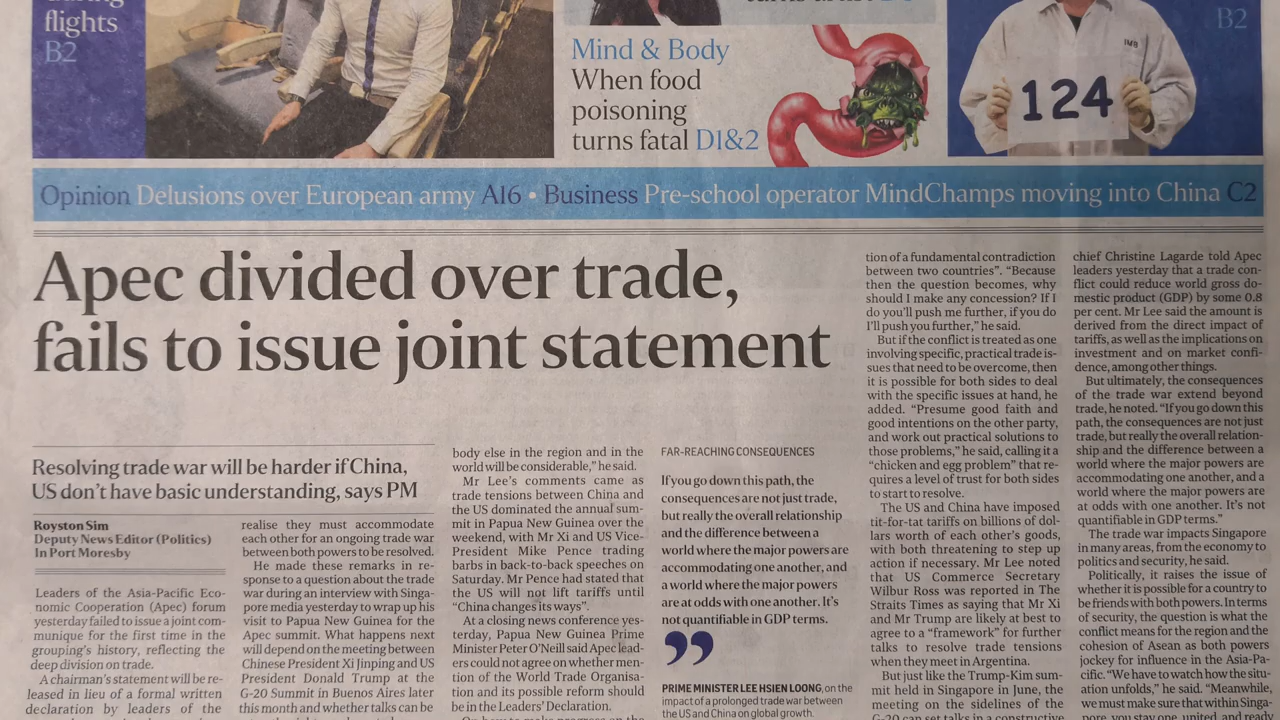 flights
B2
Mind & Body
When food
poisoning
turns fatal D1&2
IMB
124
B2
Opinion Delusions over European army A16 • Business Pre-school operator MindChamps moving into China C2
Apec divided over trade,
fails to issue joint statement
Resolving trade war will be harder if China,
US don't have basic understanding, says PM
Royston Sim
Deputy News Editor (Politics)
In Port Moresby
Leaders of the Asia-Pacific Eco-
nomic Cooperation (Apec) forum
yesterday failed to issue a joint com-
munique for the first time in the
grouping's history, reflecting the
deep division on trade.
A chairman's statement will be re-
leased in lieu of a formal written
declaration by leaders of the
realise they must accommodate
each other for an ongoing trade war
between both powers to be resolved.
He made these remarks in re-
sponse to a question about the trade
war during an interview with Singa-
pore media yesterday to wrap up his
visit to Papua New Guinea for the
Apec summit. What happens next
will depend on the meeting between
Chinese President Xi Jinping and US
President Donald Trump at the
G-20 Summit in Buenos Aires later
this month and whether talks can be
body else in the region and in the
world will be considerable," he said.
Mr Lee's comments came as
trade tensions between China and
the US dominated the annual sum-
mit in Papua New Guinea over the
weekend, with Mr Xi and US Vice-
President Mike Pence trading
barbs in back-to-back speeches on
Saturday. Mr Pence had stated that
the US will not lift tariffs until
"China changes its ways".
At a closing news conference yes-
terday, Papua New Guinea Prime
Minister Peter O'Neill said Apec lead-
ers could not agree on whether men-
tion of the World Trade Organisa-
tion and its possible reform should
be in the Leaders' Declaration.
FAR-REACHING CONSEQUENCES
If you go down this path, the
consequences are not just trade,
but really the overall relationship
and the difference between a
world where the major powers are
accommodating one another, and
a world where the major powers
are at odds with one another. It's
not quantifiable in GDP terms.
”
PRIME MINISTER LEE HSIEN LOONG, on the
impact of a prolonged trade war between
the US and China on global growth.
tion of a fundamental contradiction
between two countries". "Because
then the question becomes, why
should I make any concession? If I
do you'll push me further, if you do
I'll push you further," he said.
But if the conflict is treated as one
involving specific, practical trade is-
sues that need to be overcome, then
it is possible for both sides to deal
with the specific issues at hand, he
added. "Presume good faith and
good intentions on the other party,
and work out practical solutions to
those problems," he said, calling it a
"chicken and egg problem" that re-
quires a level of trust for both sides
to start to resolve.
The US and China have imposed
tit-for-tat tariffs on billions of dol-
lars worth of each other's goods,
with both threatening to step up
action if necessary. Mr Lee noted
that US Commerce Secretary
Wilbur Ross was reported in The
Straits Times as saying that Mr Xi
and Mr Trump are likely at best to
agree to a "framework" for further
talks to resolve trade tensions
when they meet in Argentina.
But just like the Trump-Kim sum-
mit held in Singapore in June, the
meeting on the sidelines of the
G-20 can set talks in a constructive
chief Christine Lagarde told Apec
leaders yesterday that a trade con-
flict could reduce world gross do-
mestic product (GDP) by some 0.8
per cent. Mr Lee said the amount is
derived from the direct impact of
tariffs, as well as the implications on
investment and on market confi-
dence, among other things.
But ultimately, the consequences
of the trade war extend beyond
trade, he noted. "If you go down this
path, the consequences are not just
trade, but really the overall relation-
ship and the difference between a
world where the major powers are
accommodating one another, and a
world where the major powers are
at odds with one another. It's not
quantifiable in GDP terms."
The trade war impacts Singapore
in many areas, from the economy to
politics and security, he said.
Politically, it raises the issue of
whether it is possible for a country to
be friends with both powers. In terms
of security, the question is what the
conflict means for the region and the
cohesion of Asean as both powers
jockey for influence in the Asia-Pa-
cific. "We have to watch how the situ-
ation unfolds," he said. "Meanwhile,
we must make sure that within Singa-